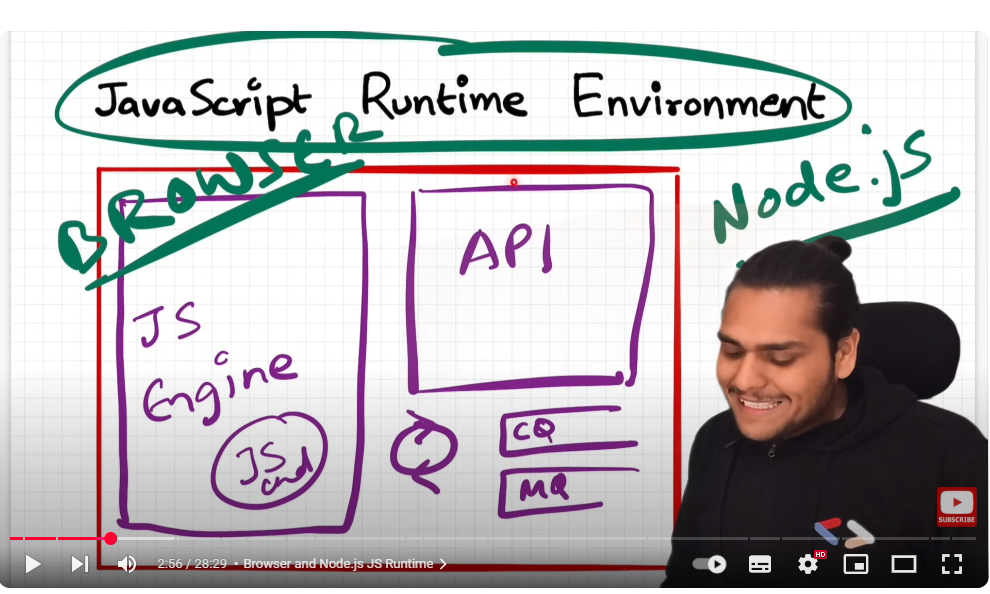 JavaScript Runtime Environment
BROWSER
Node.js
API
JS
Engine
JS
CQ
MQ
SUBSCRIBE
HD
2:56 / 28:29 • Browser and Node.js JS Runtime